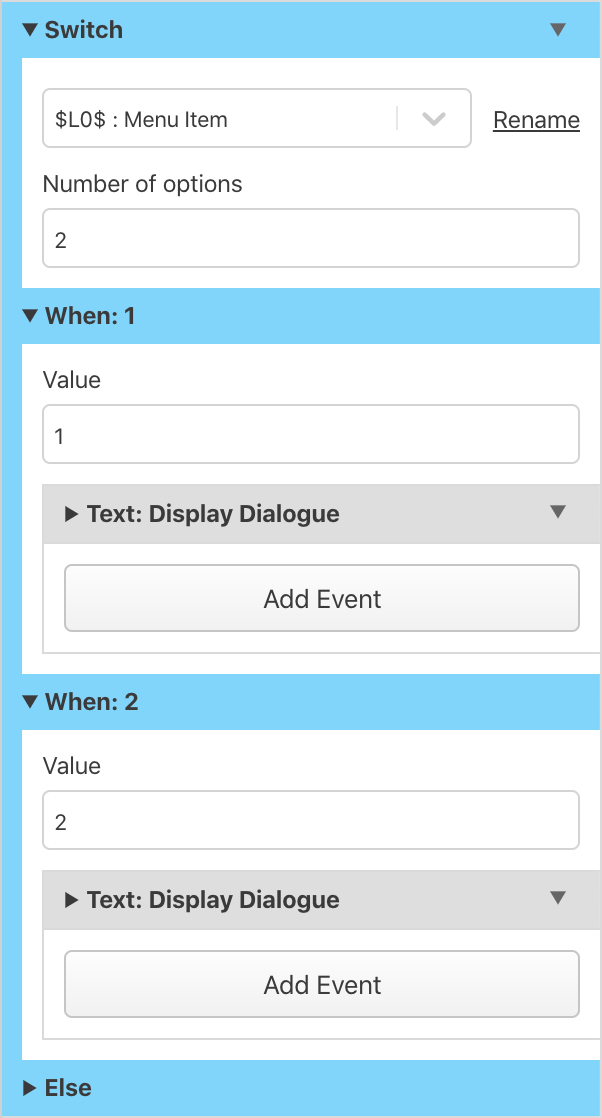 Switch
$L0$ : Menu Item
Rename
Number of options
2
When: 1
Value
1
Text: Display Dialogue
Add Event
When: 2
Value
2
Text: Display Dialogue
Add Event
Else